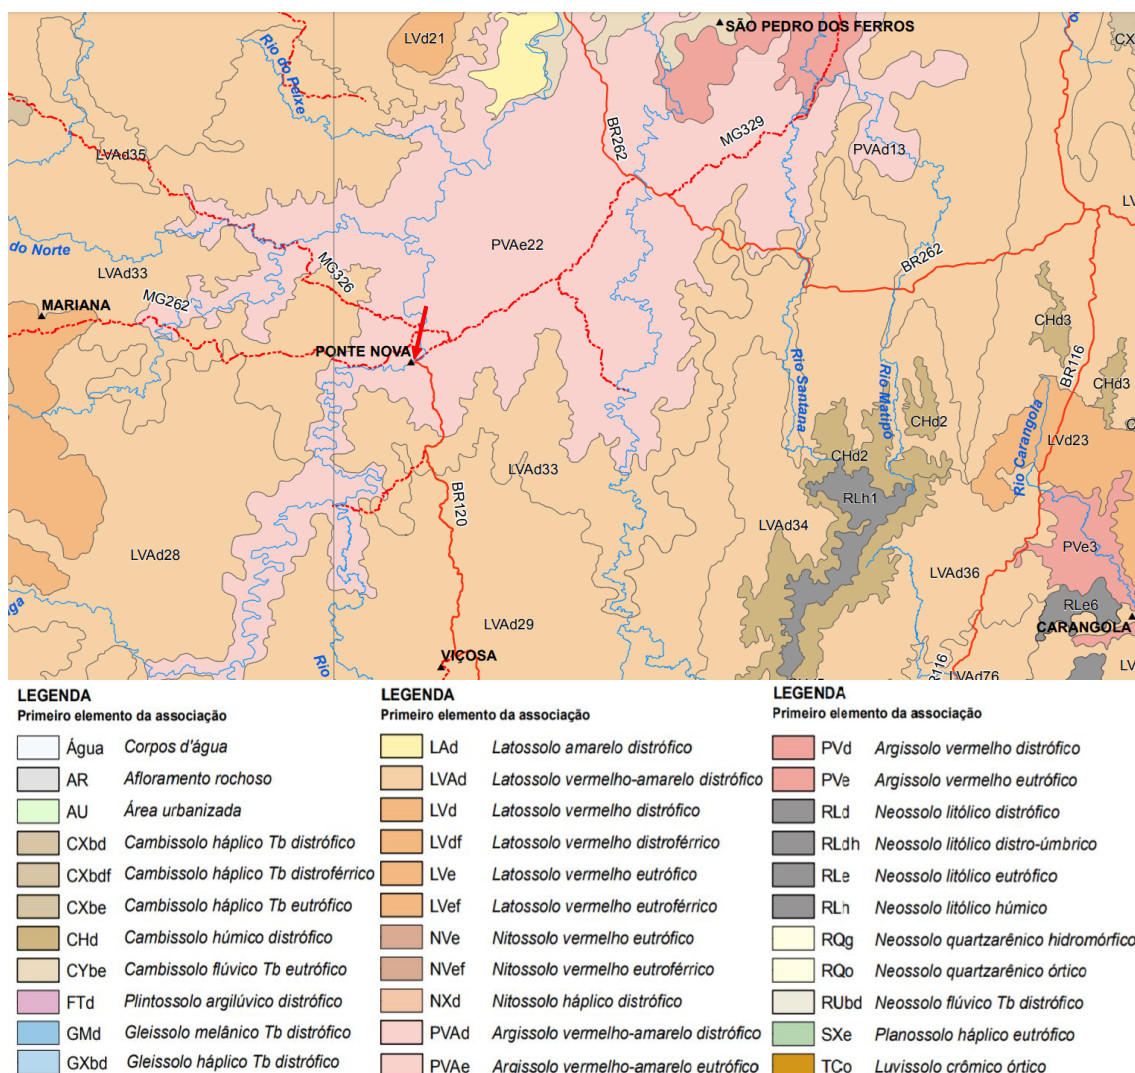 LVd21
SÃO PEDRO DOS FERROS
CX
Rio do Peixe
BR262
MG329
LVAd35
PVAd13
LV
do Norte
PVAe22
LVAd33
MG326
BR262
MG262
MARIANA
CHd3
PONTE NOVA
BR116
Rio Santana
Rio Matipó
CHd3
CHd2
Rio Carangola
LVd23
C
CHd2
LVAd33
RLh1
BR120
LVAd34
LVAd28
PVe3
LVAd36
RLe6
CARANGOLA
LVAd29
VIÇOSA
Rio
R116
LVAd76
LV
LEGENDA
Primeiro elemento da associação
Água Corpos d'água
AR Afloramento rochoso
AU Área urbanizada
CXbd Cambissolo háplico Tb distrófico
CXbdf Cambissolo háplico Tb distroférrico
CXbe Cambissolo háplico Tb eutrófico
CHd Cambissolo húmico distrófico
CYbe Cambissolo flúvico Tb eutrófico
FTd Plintossolo argilúvico distrófico
GMd Gleissolo melânico Tb distrófico
GXbd Gleissolo háplico Tb distrófico
LEGENDA
Primeiro elemento da associação
LAd Latossolo amarelo distrófico
LVAd Latossolo vermelho-amarelo distrófico
LVd Latossolo vermelho distrófico
LVdf Latossolo vermelho distroférrico
LVe Latossolo vermelho eutrófico
LVef Latossolo vermelho eutroférrico
NVe Nitossolo vermelho eutrófico
NVef Nitossolo vermelho eutroférrico
NXd Nitossolo háplico distrófico
PVAd Argissolo vermelho-amarelo distrófico
PVAe Argissolo vermelho-amarelo eutrófico
LEGENDA
Primeiro elemento da associação
PVd Argissolo vermelho distrófico
PVe Argissolo vermelho eutrófico
RLd Neossolo litólico distrófico
RLdh Neossolo litólico distro-úmbrico
RLe Neossolo litólico eutrófico
RLh Neossolo litólico húmico
RQg Neossolo quartzarênico hidromórfico
RQo Neossolo quartzarênico órtico
RUbd Neossolo flúvico Tb distrófico
SXe Planossolo háplico eutrófico
TCo Luvissolo crômico órtico